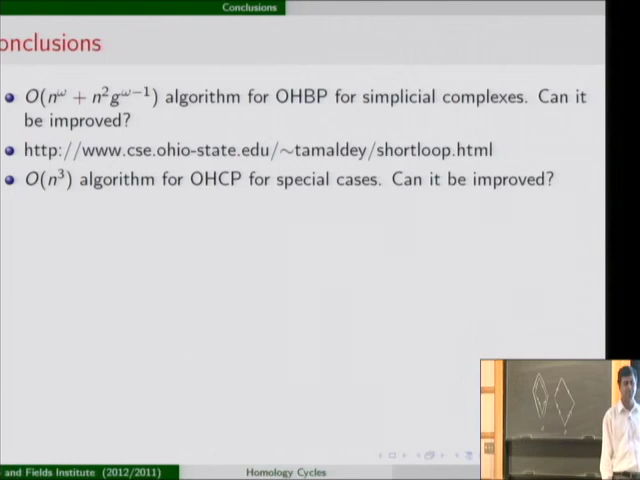 Conclusions
onclusions
O(n^ω + n^2g^{ω−1}) algorithm for OHBP for simplicial complexes. Can it
be improved?
http://www.cse.ohio-state.edu/~tamaldey/shortloop.html
O(n^3) algorithm for OHCP for special cases. Can it be improved?
and Fields Institute (2012/2011) Homology Cycles